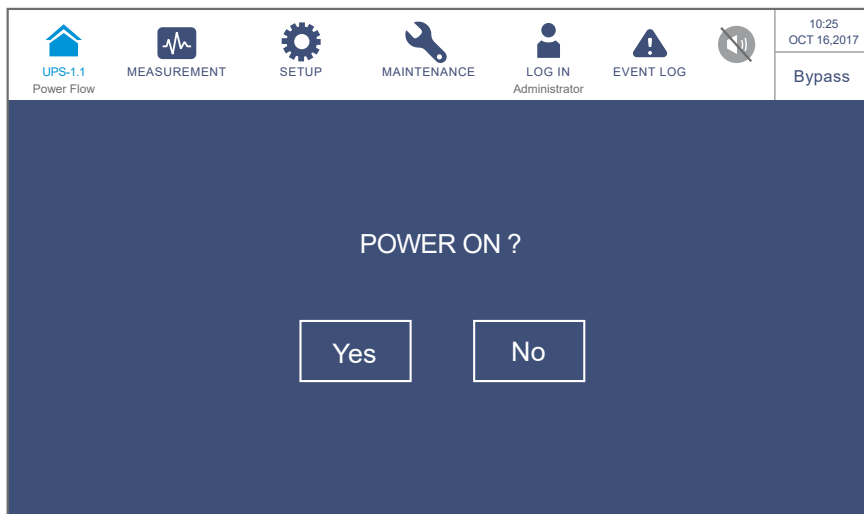 UPS-1.1
Power Flow
MEASUREMENT
SETUP
MAINTENANCE
LOG IN
Administrator
EVENT LOG
10:25
OCT 16,2017
Bypass
POWER ON ?
Yes
No